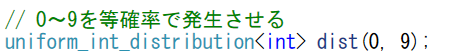 // 0～9を等確率で発生させる
uniform_int_distribution<int> dist(0, 9);